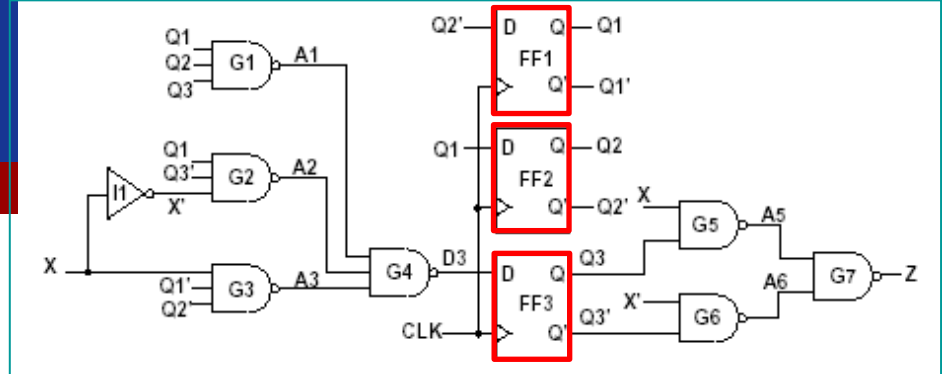 Q2' D Q Q1
FF1
Q' Q1'
Q1
Q2 G1 A1
Q3
Q1 D Q Q2
FF2
Q' Q2'
Q1
Q3' G2 A2
I1
X'
X
G5 A5
X
Q1' G3 A3
Q2'
G4 D3
D Q Q3
FF3
Q' Q3'
CLK
X'
G6 A6
G7 Z